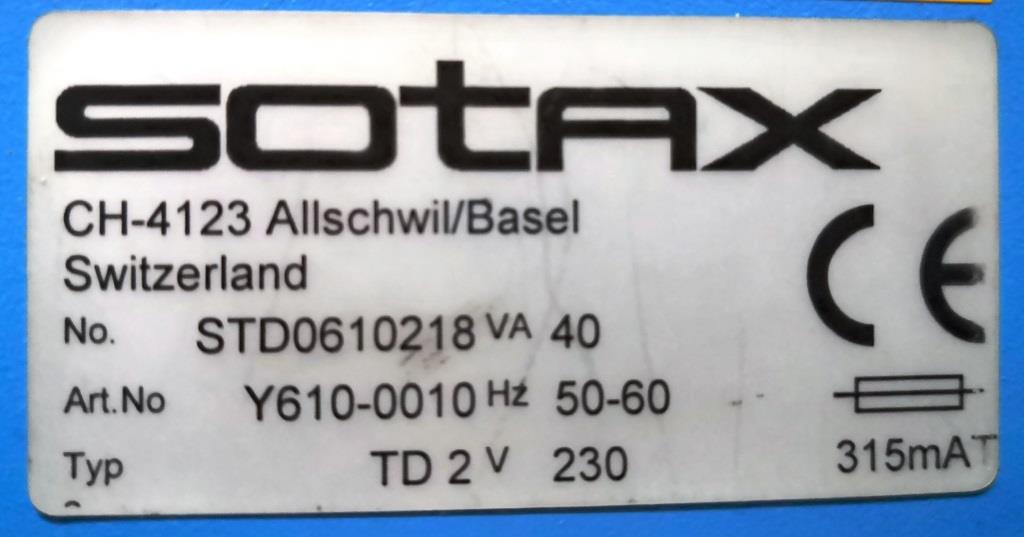 sotax
CH-4123 Allschwil/Basel
Switzerland
No. STD0610218 VA 40
Art.No Y610-0010 Hz 50-60
Typ TD 2 V 230
CE
315mAT